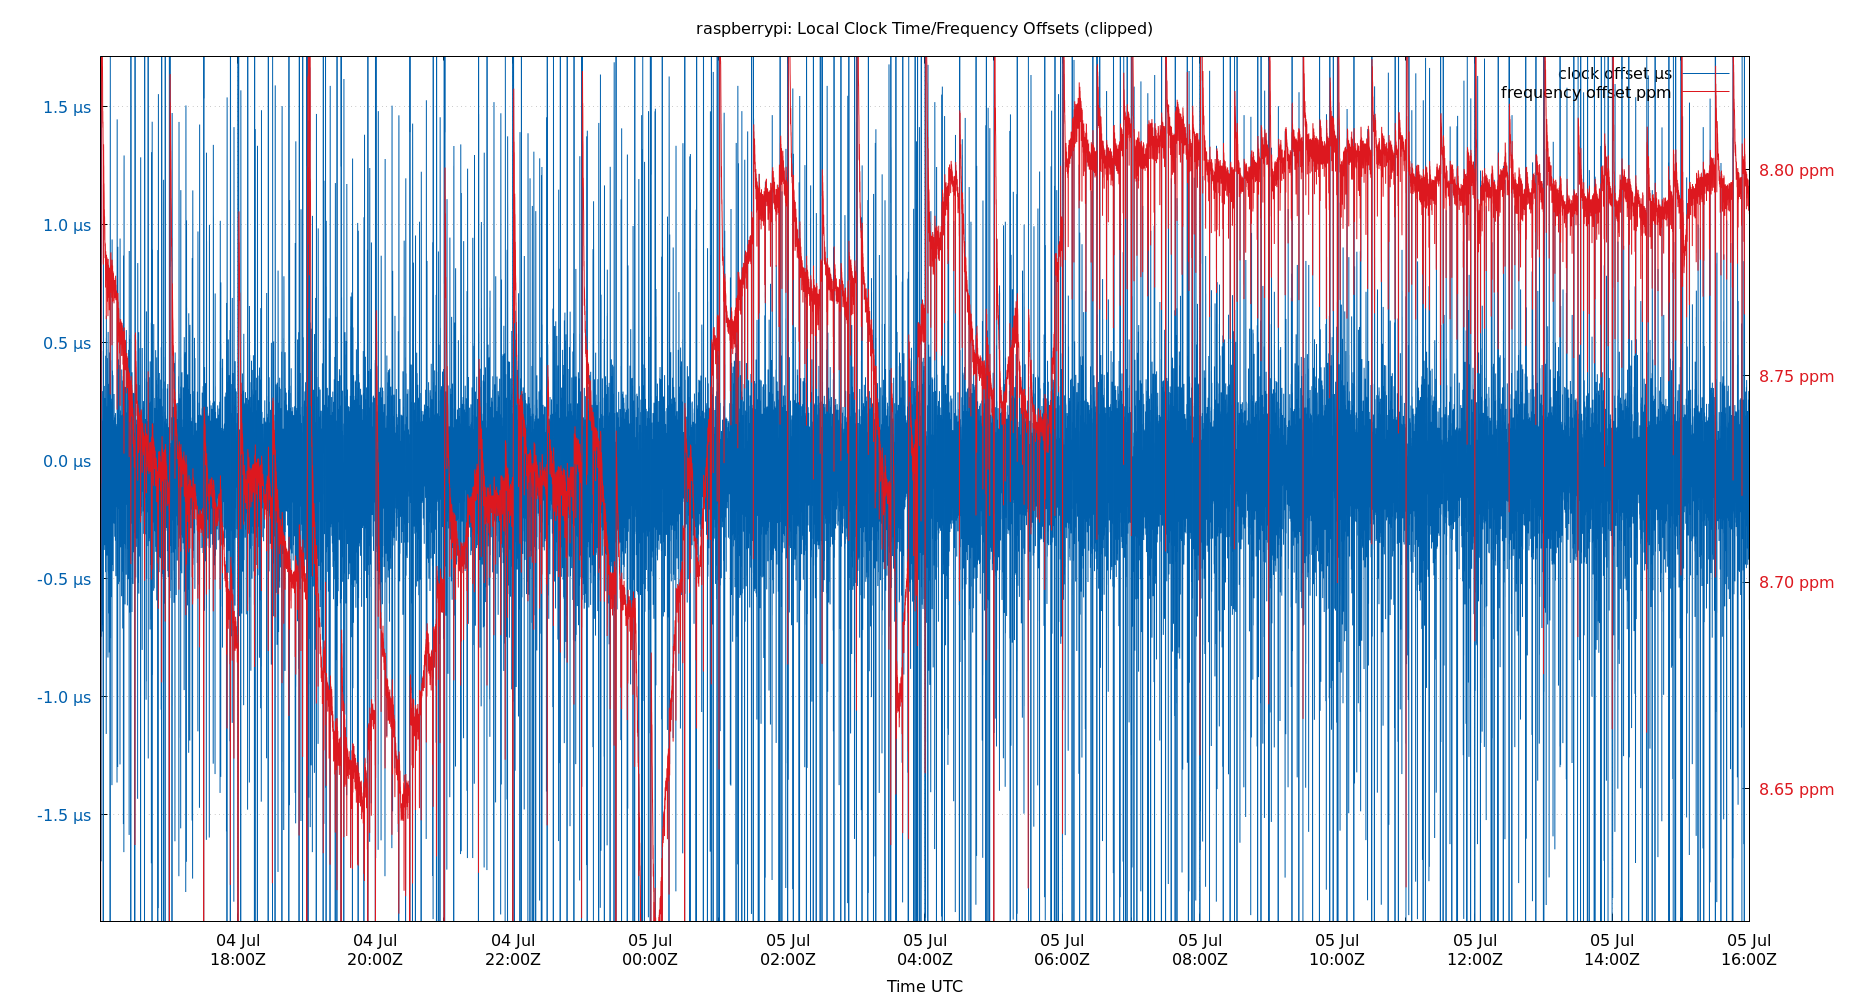 raspberrypi: Local Clock Time/Frequency Offsets (clipped)
clock offset µs
frequency offset ppm
1.5 µs
1.0 µs
0.5 µs
0.0 µs
-0.5 µs
-1.0 µs
-1.5 µs
8.80 ppm
8.75 ppm
8.70 ppm
8.65 ppm
04 Jul 04 Jul 04 Jul 05 Jul 05 Jul 05 Jul 05 Jul 05 Jul 05 Jul 05 Jul 05 Jul 05 Jul
18:00Z 20:00Z 22:00Z 00:00Z 02:00Z 04:00Z 06:00Z 08:00Z 10:00Z 12:00Z 14:00Z 16:00Z
Time UTC